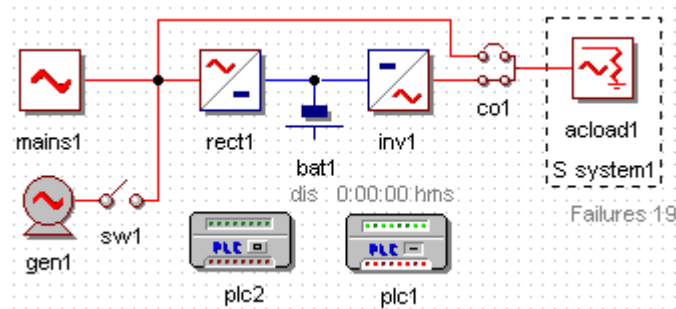 mains1
rect1
inv1
co1
acload1
bat1
S system1
dis 0:00:00 hms
Failures 19
gen1
sw1
PLC
plc2
PLC
plc1